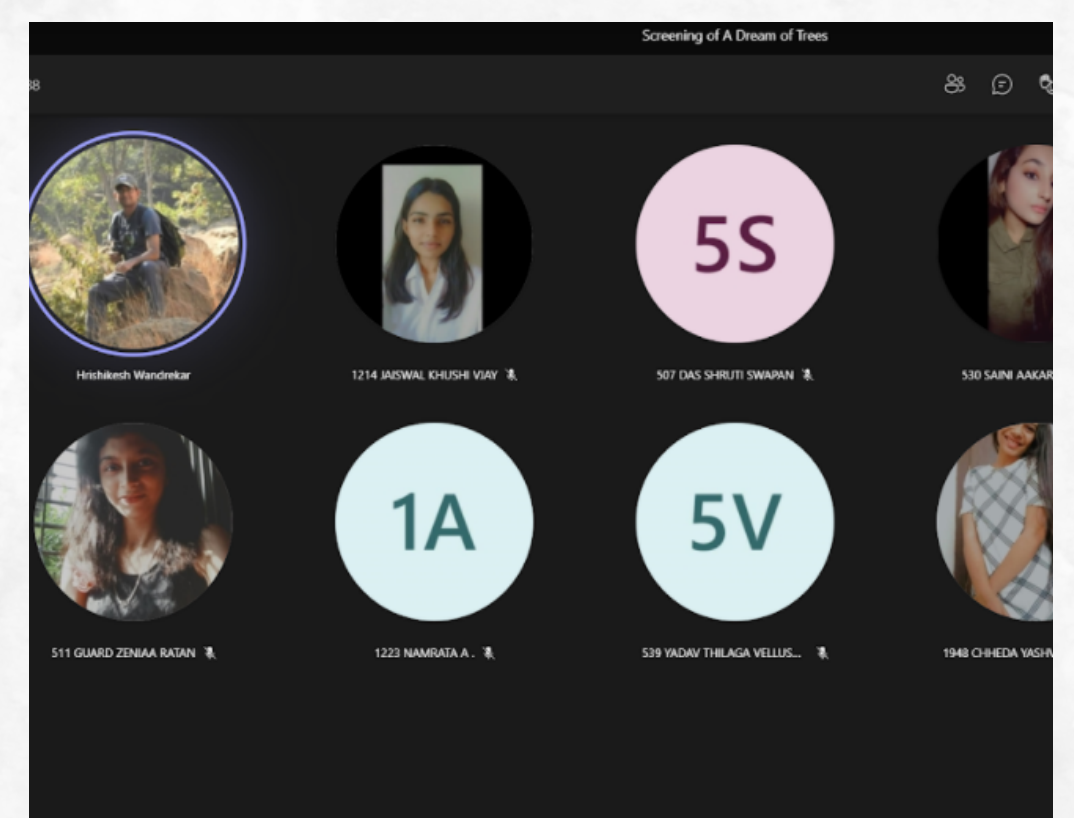 Screening of A Dream of Trees
38
5S
Hrishikesh Wandrekar
1214 JAISWAL KHUSHI VIJAY
507 DAS SHRUTI SWAPAN
530 SAINI AAKAR
1A
5V
511 GUARD ZENIAA RATAN
1223 NAMRATA A .
539 YADAV THILAGA VELLUS...
1948 CHHEDA YASHV